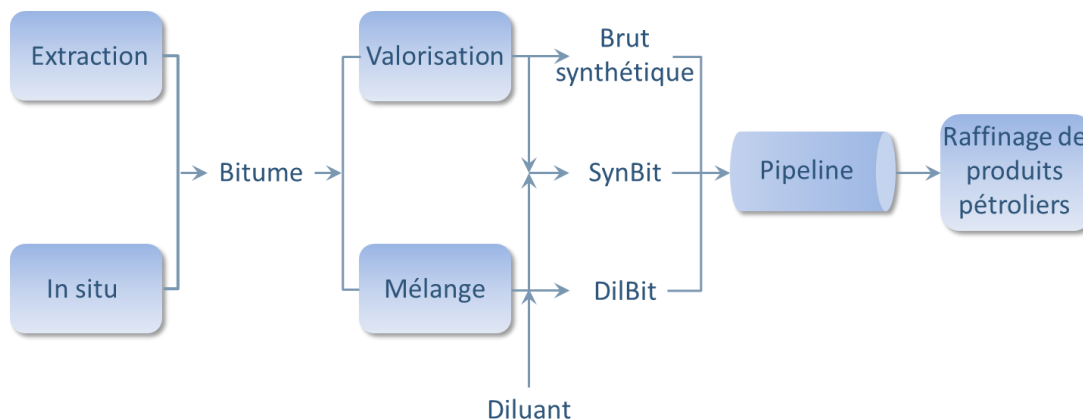 Extraction
Valorisation
Brut
synthétique
Bitume
SynBit
Pipeline
Raffinage de
produits
pétroliers
In situ
Mélange
DilBit
Diluant